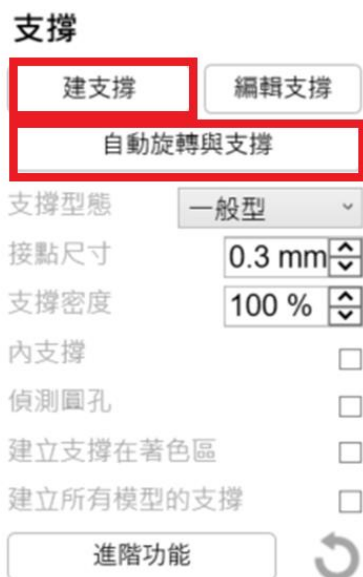 支撐
建支撐 編輯支撐
自動旋轉與支撐
支撐型態 一般型
接點尺寸 0.3 mm
支撐密度 100 %
內支撐
偵測圓孔
建立支撐在著色區
建立所有模型的支撐
進階功能